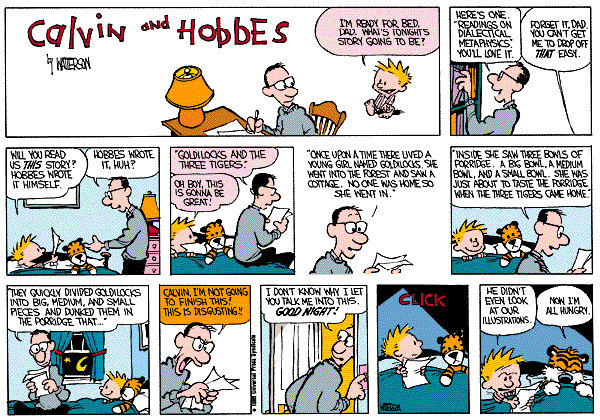 Calvin and HobbEs
by WATTERSON
I'M READY FOR BED,
DAD. WHAT'S TONIGHT'S
STORY GOING TO BE?
HERE'S ONE.
"READINGS ON
DIALECTICAL
METAPHYSICS."
YOU'LL LOVE IT.
FORGET IT, DAD.
YOU CAN'T GET
ME TO DROP OFF
THAT EASY.
WILL YOU READ
US THIS STORY?
HOBBES WROTE
IT HIMSELF.
HOBBES WROTE
IT, HUH?
"GOLDILOCKS AND THE
THREE TIGERS."
OH BOY, THIS
IS GONNA BE
GREAT!
"ONCE UPON A TIME THERE LIVED A
YOUNG GIRL NAMED GOLDILOCKS. SHE
WENT INTO THE FOREST AND SAW A
COTTAGE. NO ONE WAS HOME SO
SHE WENT IN."
"INSIDE SHE SAW THREE BOWLS OF
PORRIDGE. A BIG BOWL, A MEDIUM
BOWL, AND A SMALL BOWL. SHE WAS
JUST ABOUT TO TASTE THE PORRIDGE
WHEN THE THREE TIGERS CAME HOME."
"THEY QUICKLY DIVIDED GOLDILOCKS
INTO BIG, MEDIUM, AND SMALL
PIECES AND DUNKED THEM IN
THE PORRIDGE THAT..."
CALVIN, I'M NOT GOING
TO FINISH THIS!
THIS IS DISGUSTING!!
I DON'T KNOW WHY I LET
YOU TALK ME INTO THIS.
GOOD NIGHT!
© 1986 Universal Press Syndicate
CLICK
WATTERSON
HE DIDN'T
EVEN LOOK
AT OUR
ILLUSTRATIONS.
NOW I'M
ALL HUNGRY.